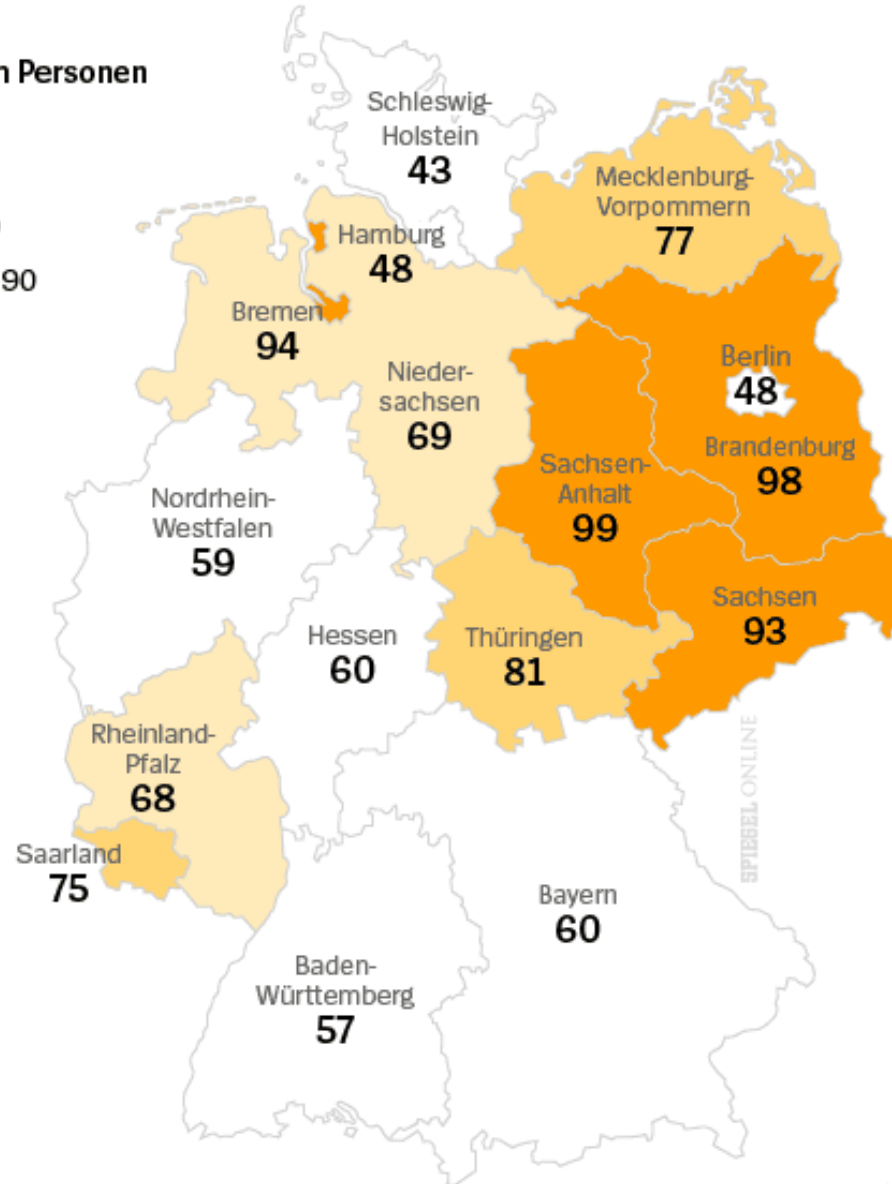 n Personen
90
Schleswig-
Holstein
43
Mecklenburg-
Vorpommern
77
Hamburg
48
Bremen
94
Nieder-
sachsen
69
Berlin
48
Brandenburg
98
Sachsen-
Anhalt
99
Nordrhein-
Westfalen
59
Sachsen
93
Hessen
60
Thüringen
81
Rheinland-
Pfalz
68
Saarland
75
SPIEGEL ONLINE
Bayern
60
Baden-
Württemberg
57